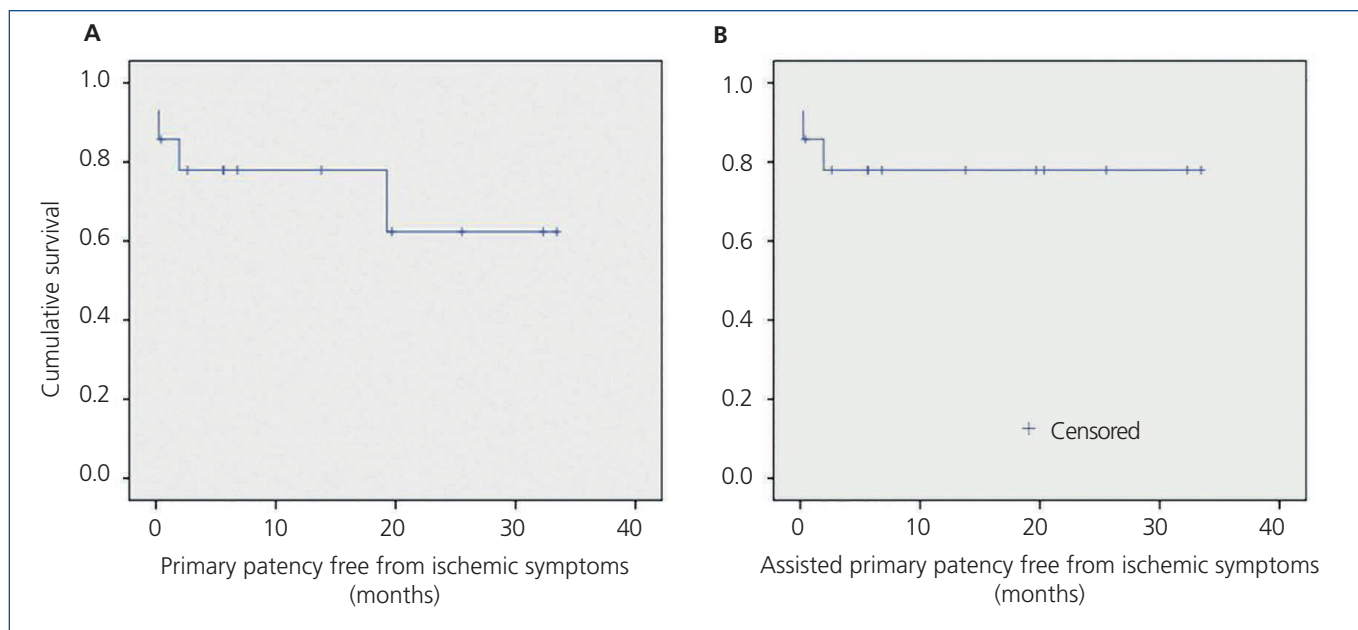 A
1.0
0.8
0.6
0.4
0.2
0.0
Cumulative survival
0 10 20 30 40
Primary patency free from ischemic symptoms
(months)
B
1.0
0.8
0.6
0.4
0.2
0.0
Censored
0 10 20 30 40
Assisted primary patency free from ischemic symptoms
(months)